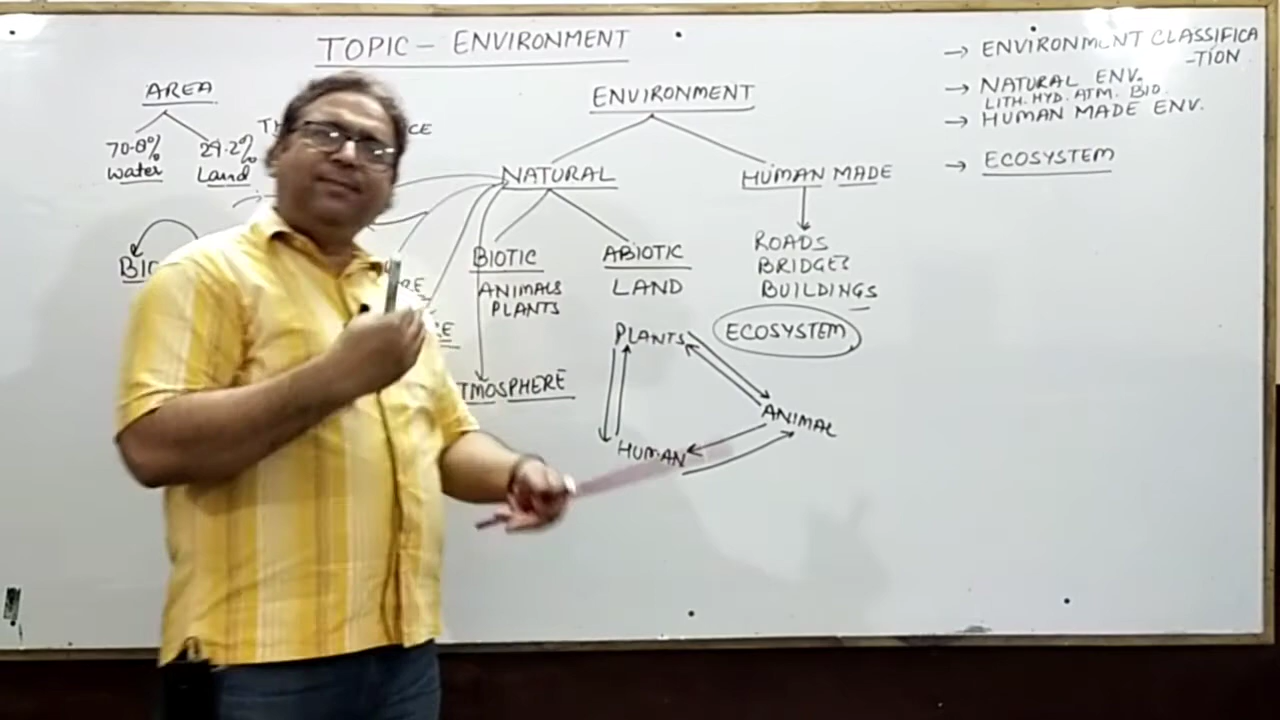 TOPIC - ENVIRONMENT
AREA
70.8% 29.2%
Water Land
ENVIRONMENT
NATURAL HUMAN MADE
BIOTIC ABIOTIC
ANIMALS LAND
PLANTS
ROADS
BRIDGES
BUILDINGS
ECOSYSTEM
PLANTS
ANIMAL
HUMAN
TMOSPHERE
→ ENVIRONMENT CLASSIFICA
-TION
→ NATURAL ENV.
LITH. HYD. ATM. BIO.
→ HUMAN MADE ENV.
→ ECOSYSTEM